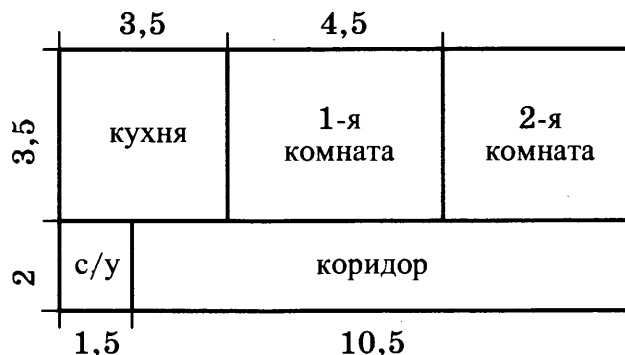 3,5 4,5
3,5
кухня
1-я
комната
2-я
комната
2
с/у
коридор
1,5 10,5